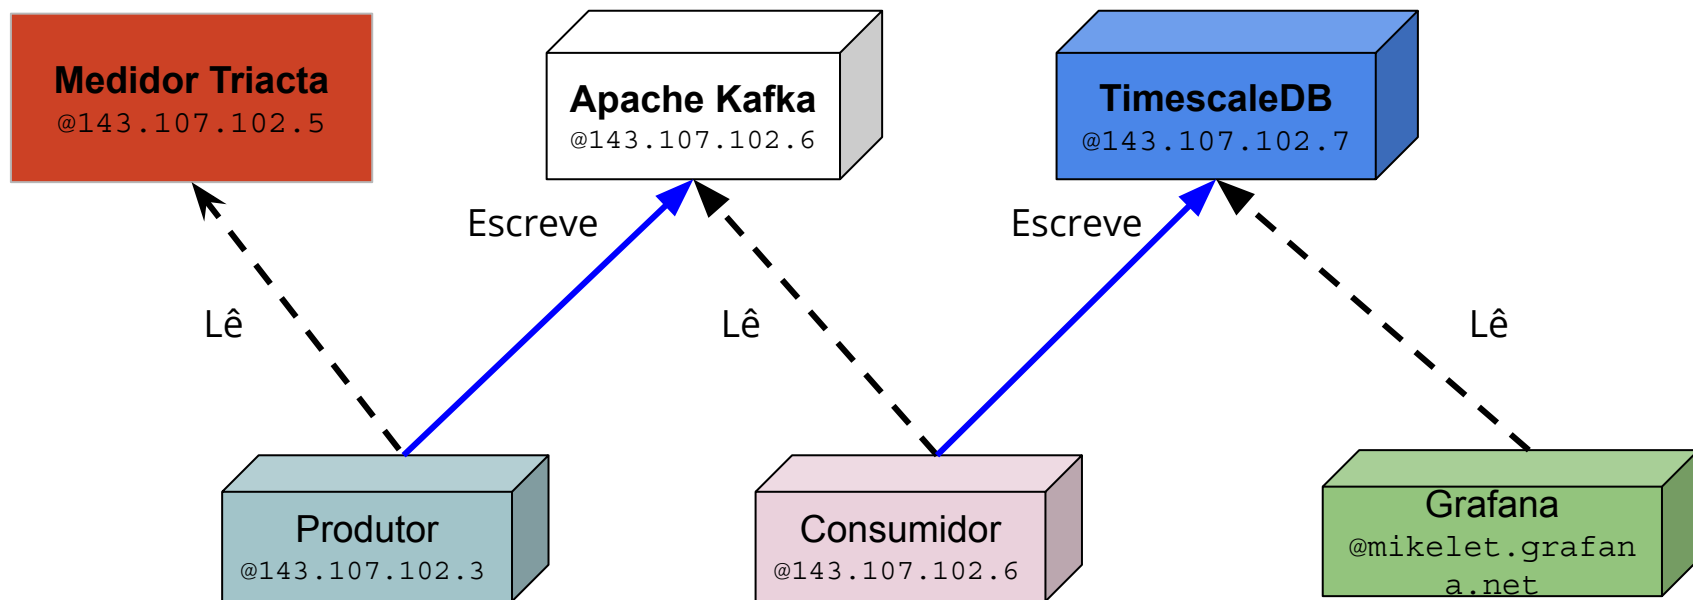 Medidor Triacta
@143.107.102.5
Apache Kafka
@143.107.102.6
TimescaleDB
@143.107.102.7
Escreve
Escreve
Lê
Lê
Lê
Produtor
@143.107.102.3
Consumidor
@143.107.102.6
Grafana
@mikelet.grafan
a.net